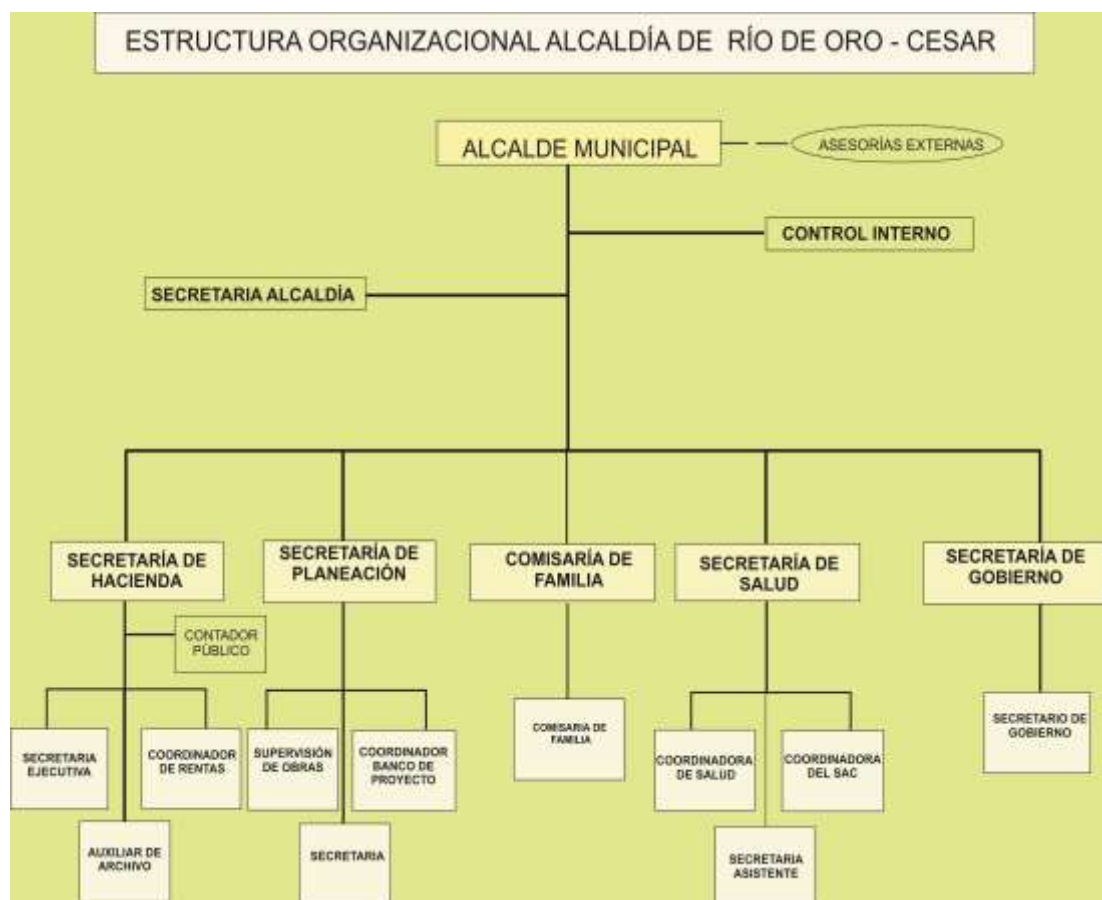 ESTRUCTURA ORGANIZACIONAL ALCALDÍA DE RÍO DE ORO - CESAR
ALCALDE MUNICIPAL
ASESORÍAS EXTERNAS
CONTROL INTERNO
SECRETARIA ALCALDÍA
SECRETARÍA DE
HACIENDA
SECRETARÍA DE
PLANEACIÓN
COMISARÍA DE
FAMILIA
SECRETARÍA DE
SALUD
SECRETARÍA DE
GOBIERNO
CONTADOR
PÚBLICO
SECRETARIA
EJECUTIVA
COORDINADOR
DE RENTAS
SUPERVISIÓN
DE OBRAS
COORDINADOR
BANCO DE
PROYECTO
COMISARIA DE
FAMILIA
COORDINADORA
DE SALUD
COORDINADORA
DEL SAC
SECRETARIO DE
GOBIERNO
AUXILIAR DE
ARCHIVO
SECRETARIA
SECRETARIA
ASISTENTE